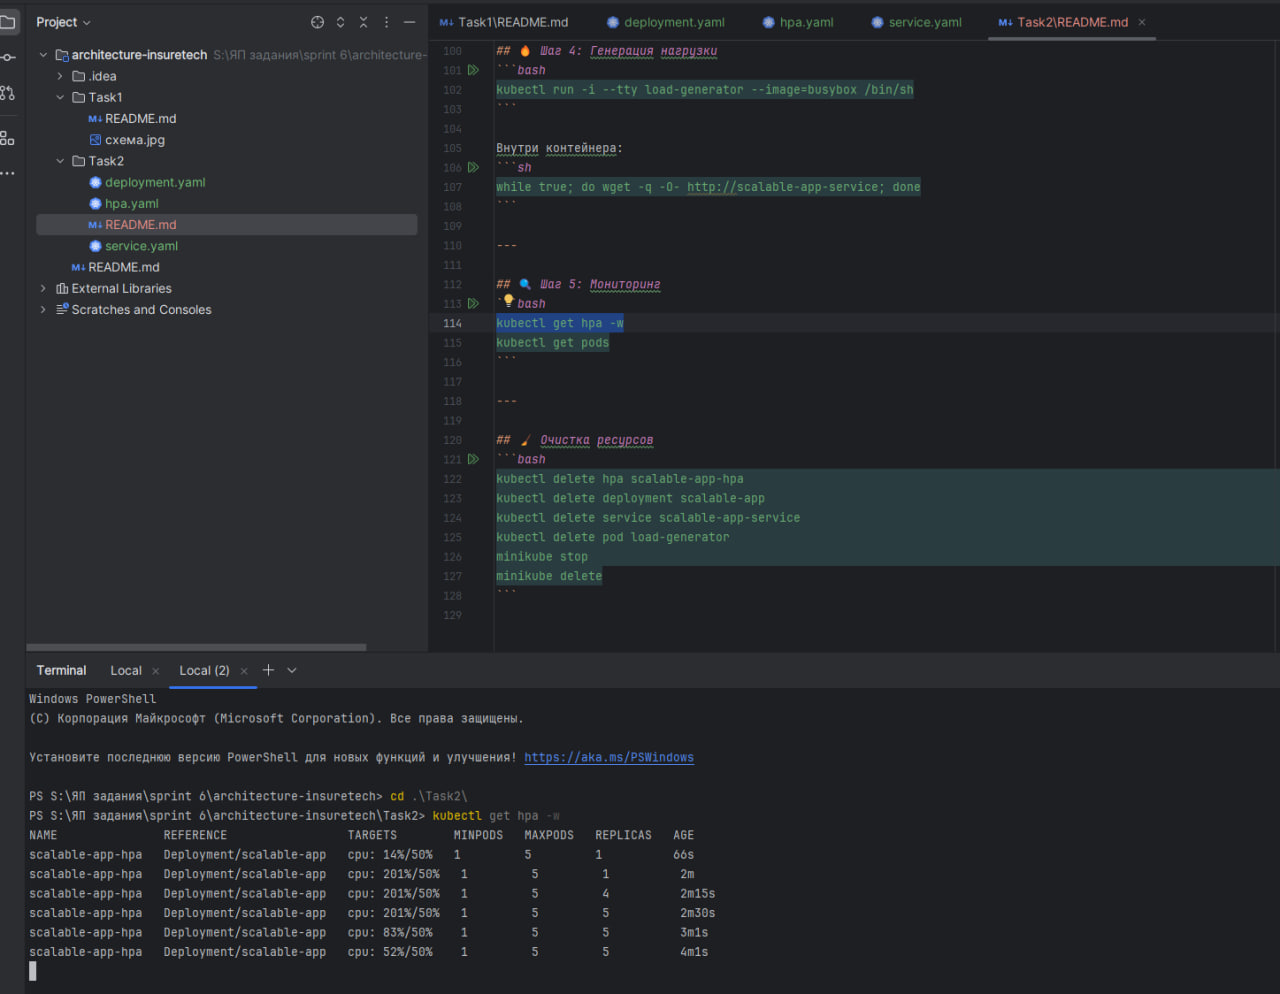 Project
Task1\README.md
deployment.yaml
hpa.yaml
service.yaml
Task2\README.md
architecture-insuretech S:\ЯП задания\sprint 6\architecture-
.idea
Task1
README.md
схема.jpg
Task2
deployment.yaml
hpa.yaml
README.md
service.yaml
README.md
External Libraries
Scratches and Consoles
100 ## 🔥 Шаг 4: Генерация нагрузки
101 ```bash
102 kubectl run -i --tty load-generator --image=busybox /bin/sh
103 ```
104
105 Внутри контейнера:
106 ```sh
107 while true; do wget -q -O- http://scalable-app-service; done
108 ```
109
110 ---
111
112 ## 🔍 Шаг 5: Мониторинг
113 `bash
114 kubectl get hpa -w
115 kubectl get pods
116 ```
117
118 ---
119
120 ## 🧹 Очистка ресурсов
121 ```bash
122 kubectl delete hpa scalable-app-hpa
123 kubectl delete deployment scalable-app
124 kubectl delete service scalable-app-service
125 kubectl delete pod load-generator
126 minikube stop
127 minikube delete
128 ```
129
Terminal Local Local (2)
Windows PowerShell
(C) Корпорация Майкрософт (Microsoft Corporation). Все права защищены.
Установите последнюю версию PowerShell для новых функций и улучшения! https://aka.ms/PSWindows
PS S:\ЯП задания\sprint 6\architecture-insuretech> cd .\Task2\
PS S:\ЯП задания\sprint 6\architecture-insuretech\Task2> kubectl get hpa -w
NAME REFERENCE TARGETS MINPODS MAXPODS REPLICAS AGE
scalable-app-hpa Deployment/scalable-app cpu: 14%/50% 1 5 1 66s
scalable-app-hpa Deployment/scalable-app cpu: 201%/50% 1 5 1 2m
scalable-app-hpa Deployment/scalable-app cpu: 201%/50% 1 5 4 2m15s
scalable-app-hpa Deployment/scalable-app cpu: 201%/50% 1 5 5 2m30s
scalable-app-hpa Deployment/scalable-app cpu: 83%/50% 1 5 5 3m1s
scalable-app-hpa Deployment/scalable-app cpu: 52%/50% 1 5 5 4m1s